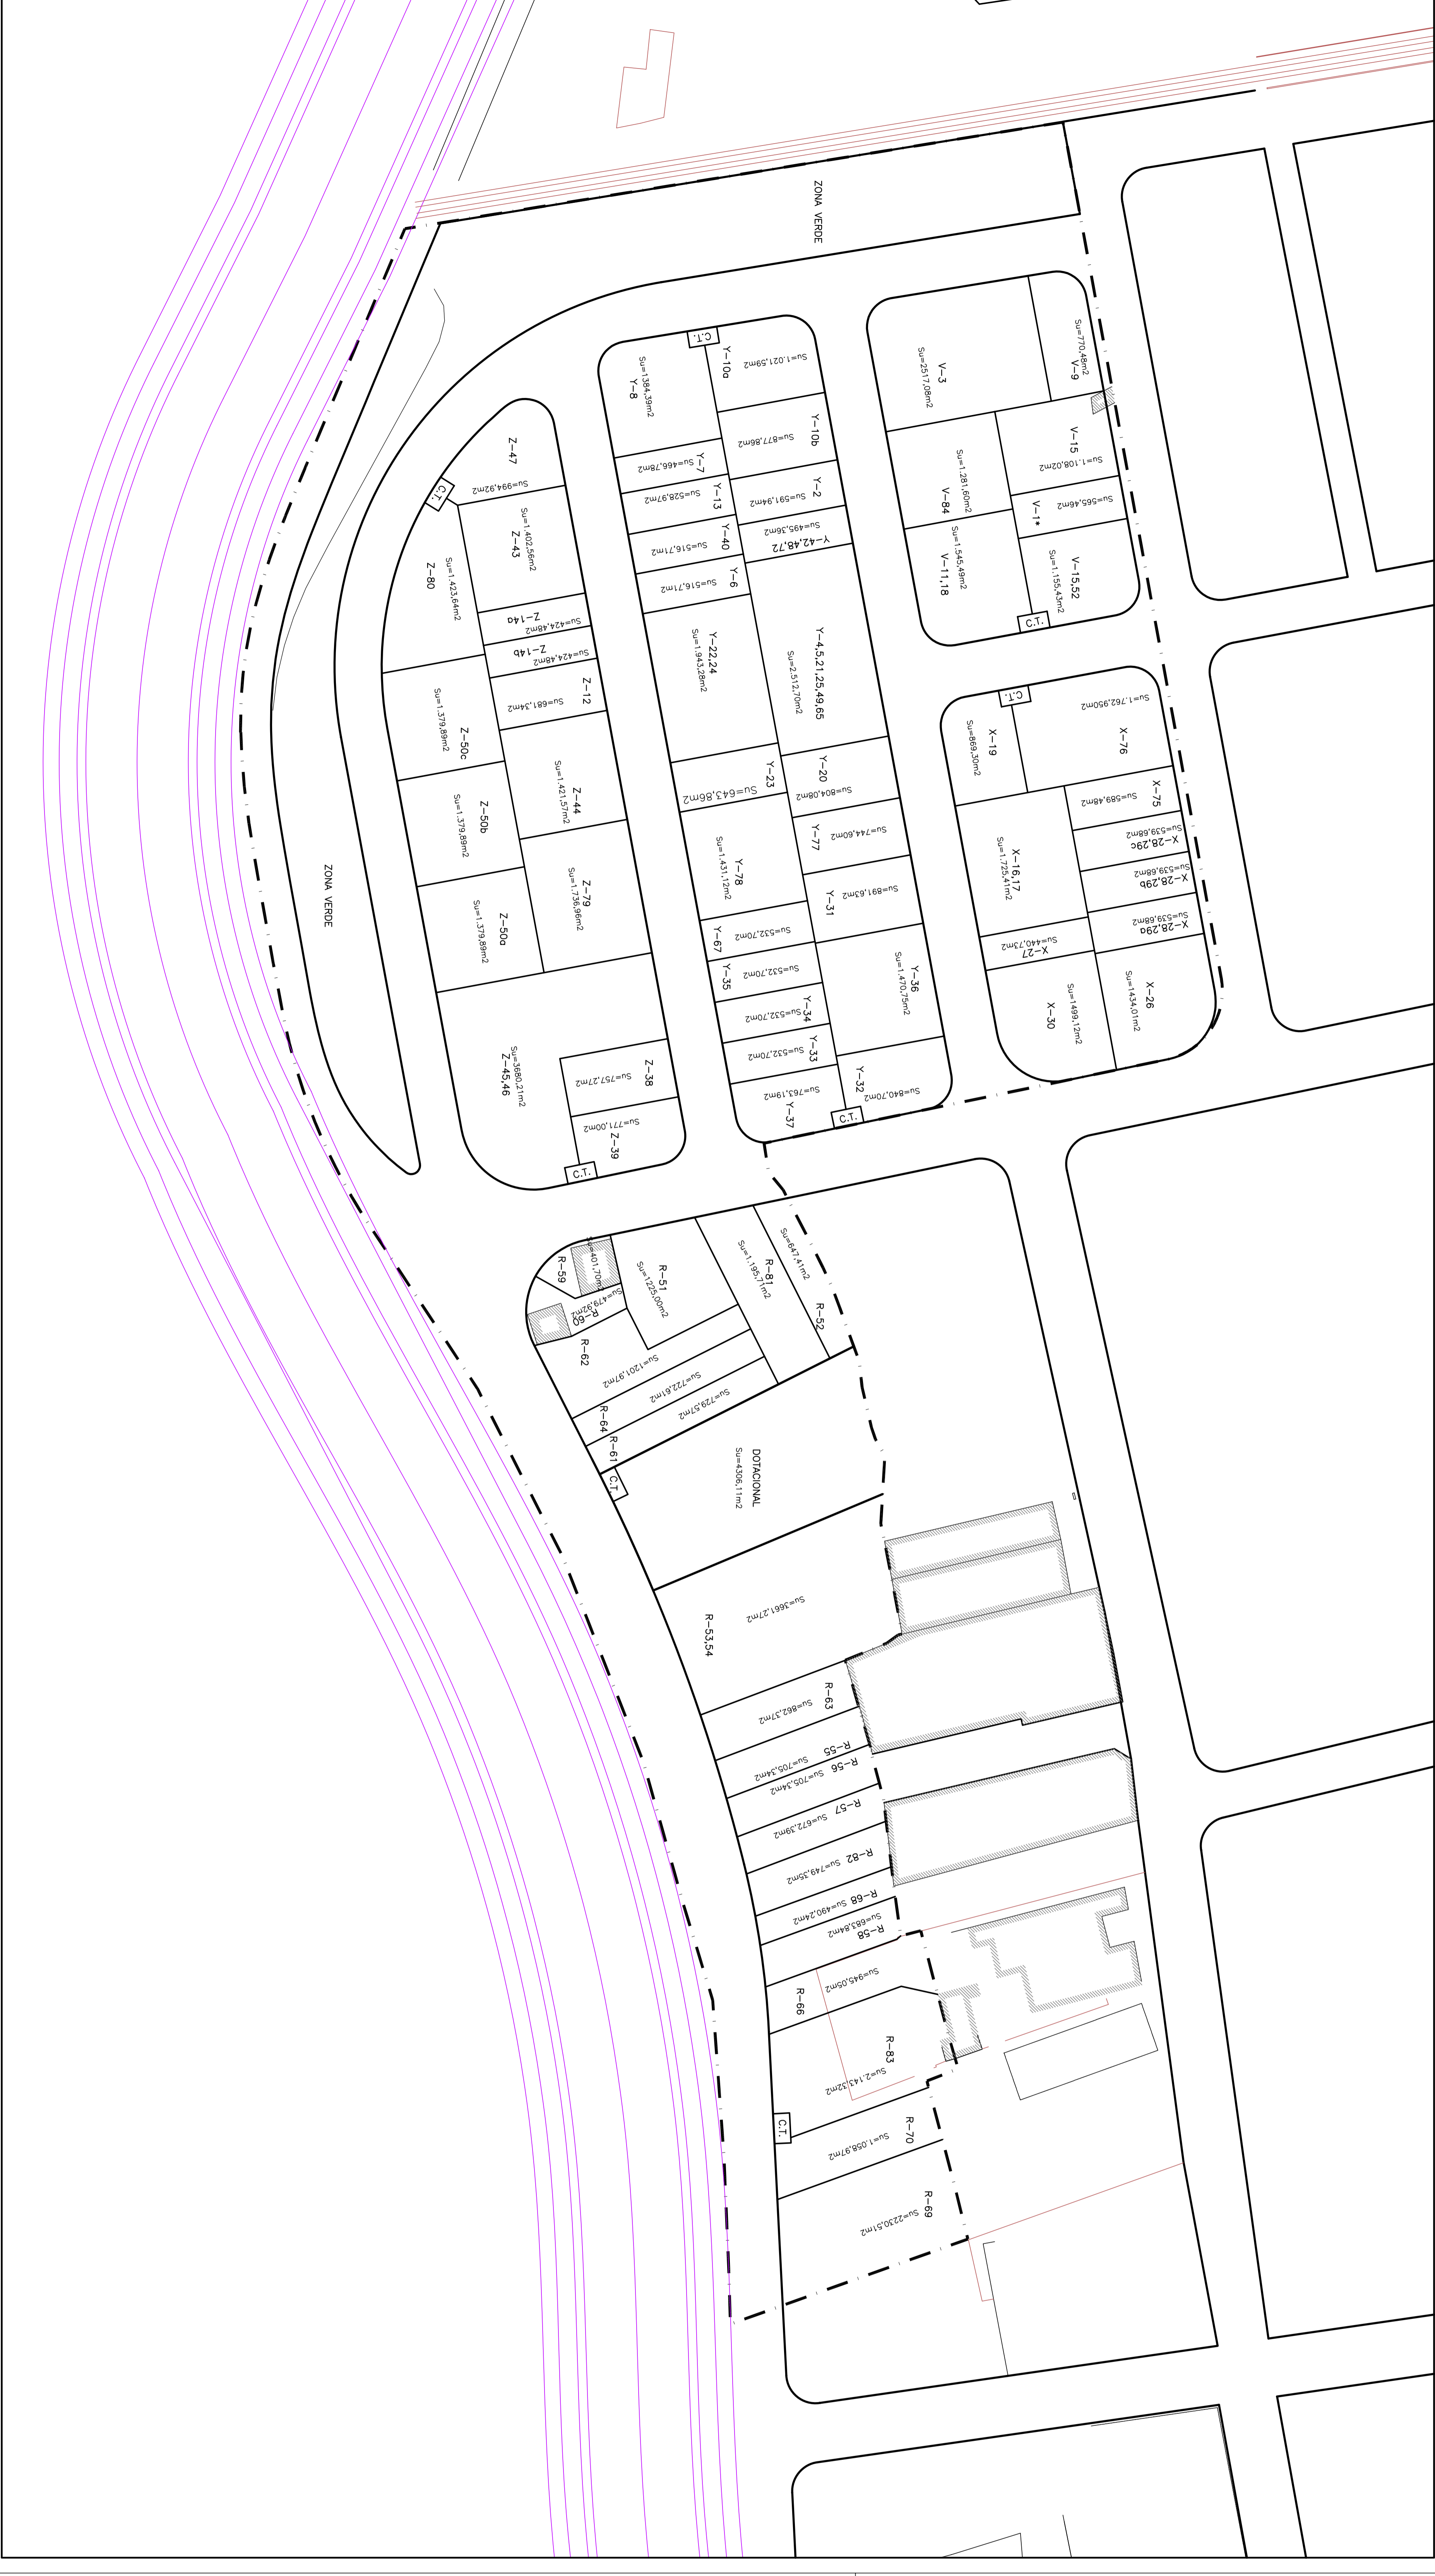 ZONA VERDE
Su=770,48m2
V-9
V-3
Su=2517,08m2
V-15
Su=1.108,02m2
Su=565,46m2
V-1*
Su=1.281,60m2
V-84
V-15,52
Su=1.155,43m2
Su=1.545,49m2
V-11,18
C.T.
C.T.
Y-10a
Su=1.021,59m2
Su=1384,39m2
Y-8
Y-10b
Su=877,86m2
Y-7
Su=466,78m2
Y-2
Su=591,94m2
Y-13
Su=528,97m2
Su=495,36m2
Y-42,48,72
Y-40
Su=516,71m2
Y-6
Su=516,71m2
Y-22,24
Su=1.943,28m2
Y-4,5,21,25,49,65
Su=2.512,70m2
Y-23
Su=643,86m2
Y-20
Su=804,08m2
Y-77
Su=744,60m2
Y-78
Su=1.431,12m2
Y-31
Su=891,63m2
Y-67
Su=532,70m2
Y-35
Su=532,70m2
Y-36
Su=1.470,75m2
Y-34
Su=532,70m2
Y-33
Su=532,70m2
Y-32
Su=840,70m2
Su=763,19m2
Y-37
C.T.
C.T.
X-19
Su=869,30m2
Su=1.762,950m2
X-76
X-75
Su=589,48m2
Su=539,68m2
X-28,29c
Su=539,68m2
X-28,29b
Su=539,68m2
X-28,29a
X-16,17
Su=1.725,41m2
Su=440,73m2
X-27
X-26
Su=1434,01m2
Su=1499,12m2
X-30
Z-47
Su=994,92m2
C.T.
Su=1.402,56m2
Z-43
Su=1.423,64m2
Z-80
Z-14a
Su=424,48m2
Z-14b
Su=424,48m2
Z-12
Su=681,34m2
Z-50c
Su=1.379,89m2
Z-44
Su=1.421,57m2
Z-50b
Su=1.379,89m2
Z-79
Su=1.736,96m2
Z-50a
Su=1.379,89m2
ZONA VERDE
Su=3680,21m2
Z-45,46
Z-38
Su=757,27m2
Su=771,00m2
Z-39
C.T.
R-59
Su=401,70m2
Su=479,92m2
R-60
R-51
Su=1225,00m2
R-81
Su=1.195,71m2
Su=647,41m2
R-52
R-62
Su=1201,97m2
Su=722,61m2
R-64
Su=729,57m2
R-61
C.T.
DOTACIONAL
Su=4306,11m2
R-53,54
Su=3661,27m2
R-63
Su=862,37m2
R-55
Su=705,34m2
R-56
Su=705,34m2
R-57
Su=672,39m2
R-82
Su=749,35m2
R-68
Su=490,24m2
Su=683,84m2
R-58
Su=945,05m2
R-66
R-83
Su=2.143,32m2
C.T.
R-70
Su=1.058,97m2
R-69
Su=2230,51m2